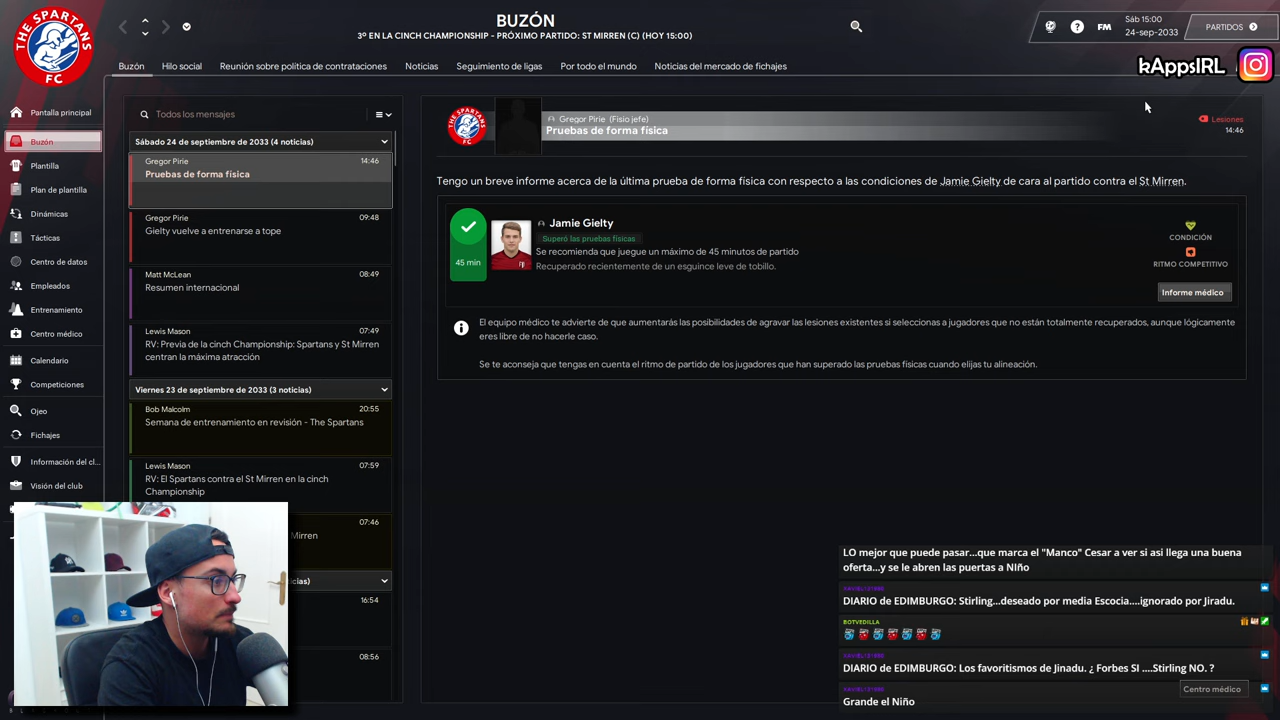 THE SPARTANS
FC
BUZÓN
3º EN LA CINCH CHAMPIONSHIP - PRÓXIMO PARTIDO: ST MIRREN (C) (HOY 15:00)
FM
Sáb 15:00
24-sep-2033
PARTIDOS
kAppsIRL
Buzón
Hilo social
Reunión sobre política de contrataciones
Noticias
Seguimiento de ligas
Por todo el mundo
Noticias del mercado de fichajes
Pantalla principal
Buzón
Plantilla
Plan de plantilla
Dinámicas
Tácticas
Centro de datos
Empleados
Entrenamiento
Centro médico
Calendario
Competiciones
Ojeo
Fichajes
Información del cl...
Visión del club
Todos los mensajes
Sábado 24 de septiembre de 2033 (4 noticias)
Gregor Pirie 14:46
Pruebas de forma física
Gregor Pirie 09:48
Gielty vuelve a entrenarse a tope
Matt McLean 08:49
Resumen internacional
Lewis Mason 07:49
RV: Previa de la cinch Championship: Spartans y St Mirren
centran la máxima atracción
Viernes 23 de septiembre de 2033 (3 noticias)
Bob Malcolm 20:55
Semana de entrenamiento en revisión - The Spartans
Lewis Mason 07:59
RV: El Spartans contra el St Mirren en la cinch
Championship
07:46
Mirren
icias)
16:54
08:56
Gregor Pirie (Fisio jefe)
Pruebas de forma física
Lesiones
14:46
Tengo un breve informe acerca de la última prueba de forma física con respecto a las condiciones de Jamie Gielty de cara al partido contra el St Mirren.
45 min
Jamie Gielty
Superó las pruebas físicas
Se recomienda que juegue un máximo de 45 minutos de partido
Recuperado recientemente de un esguince leve de tobillo.
CONDICIÓN
RITMO COMPETITIVO
Informe médico
El equipo médico te advierte de que aumentarás las posibilidades de agravar las lesiones existentes si seleccionas a jugadores que no están totalmente recuperados, aunque lógicamente
eres libre de no hacerle caso.
Se te aconseja que tengas en cuenta el ritmo de partido de los jugadores que han superado las pruebas físicas cuando elijas tu alineación.
LO mejor que puede pasar...que marca el "Manco" Cesar a ver si asi llega una buena
oferta...y se le abren las puertas a NIño
DIARIO de EDIMBURGO: Stirling...deseado por media Escocia....ignorado por Jiradu.
BOTVEDILLA
DIARIO de EDIMBURGO: Los favoritismos de Jinadu. ¿ Forbes SI ....Stirling NO. ?
Centro médico
Grande el Niño